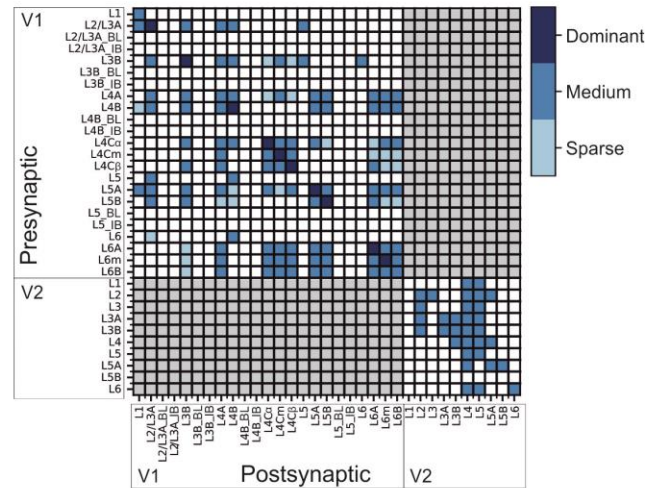 V1
Presynaptic
V2
L1
L2/L3A
L2/L3A_BL
L2/L3A_IB
L3B
L3B_BL
L3B_IB
L4A
L4B
L4B_BL
L4B_IB
L4Cα
L4Cm
L4Cβ
L5
L5A
L5B
L5_BL
L5_IB
L6
L6A
L6m
L6B
L1
L2
L3
L3A
L3B
L4
L5
L5A
L5B
L6
Dominant
Medium
Sparse
L1
L2/L3A
L2/L3A_BL
L2/L3A_IB
L3B
L3B_BL
L3B_IB
L4A
L4B
L4B_BL
L4B_IB
L4Cα
L4Cm
L4Cβ
L5
L5A
L5B
L5_BL
L5_IB
L6
L6A
L6m
L6B
L1
L2
L3
L3A
L3B
L4
L5
L5A
L5B
L6
V1 Postsynaptic V2